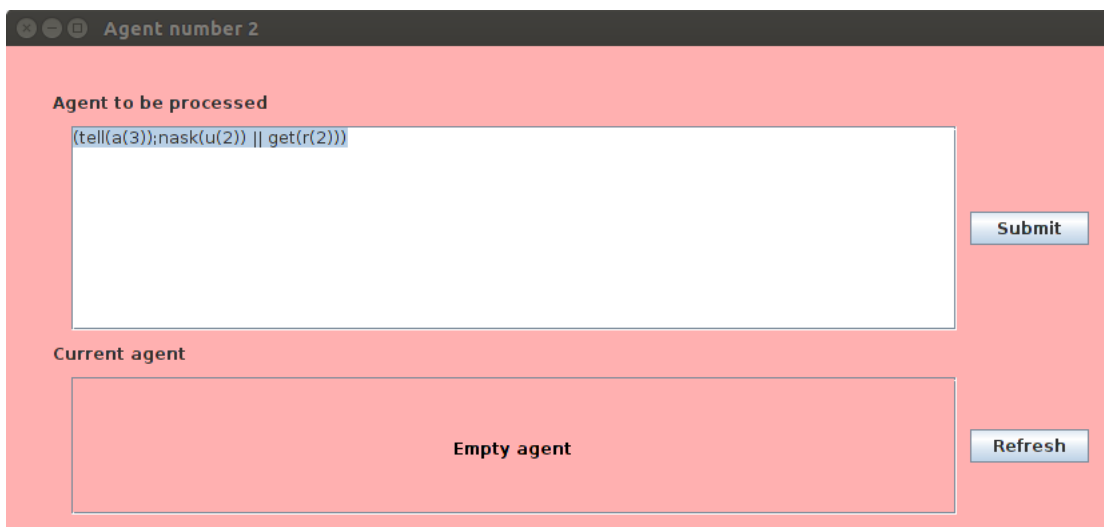 Agent number 2
Agent to be processed
(tell(a(3));nask(u(2)) || get(r(2)))
Submit
Current agent
Empty agent
Refresh